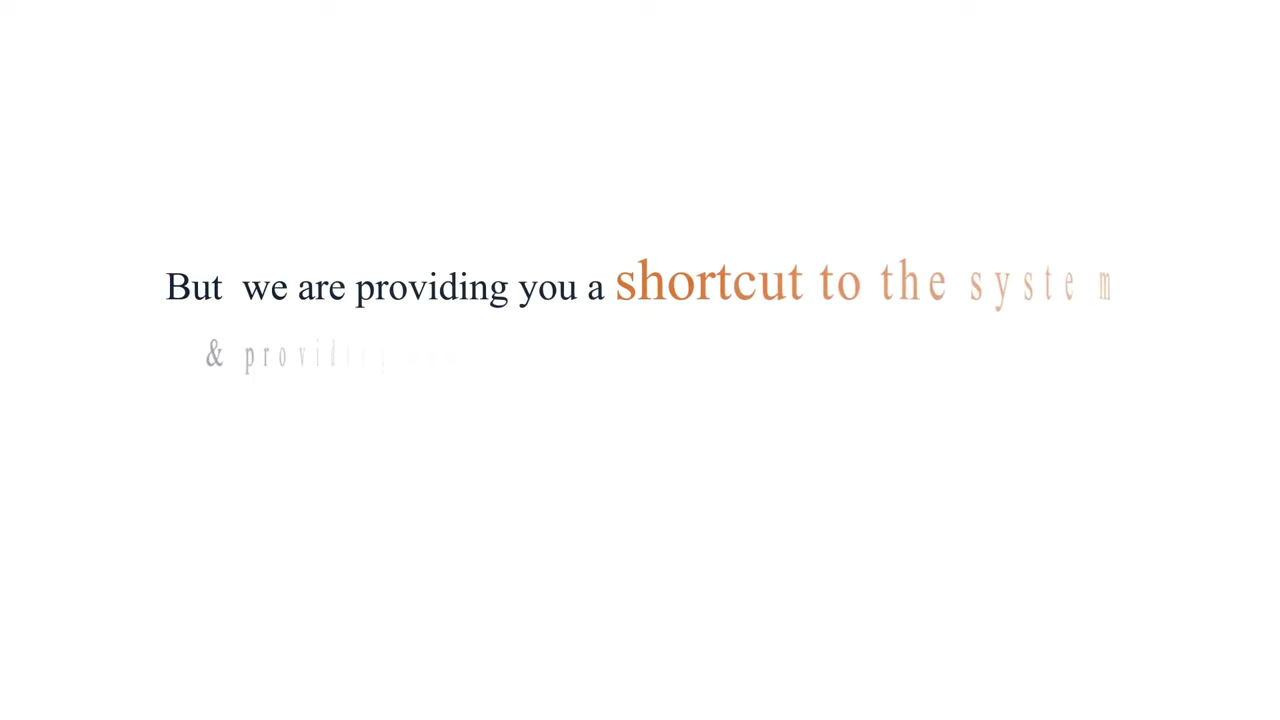 But  we are providing you a shortcut to the system
& providing